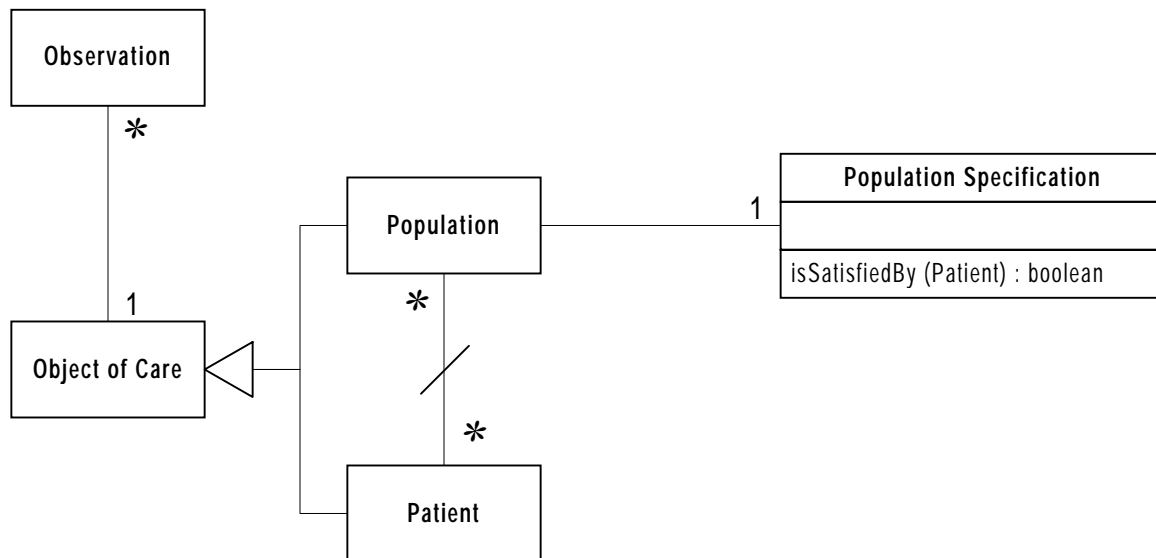 Observation
*
Population Specification
1
Population
isSatisfiedBy (Patient) : boolean
*
1
Object of Care
*
Patient